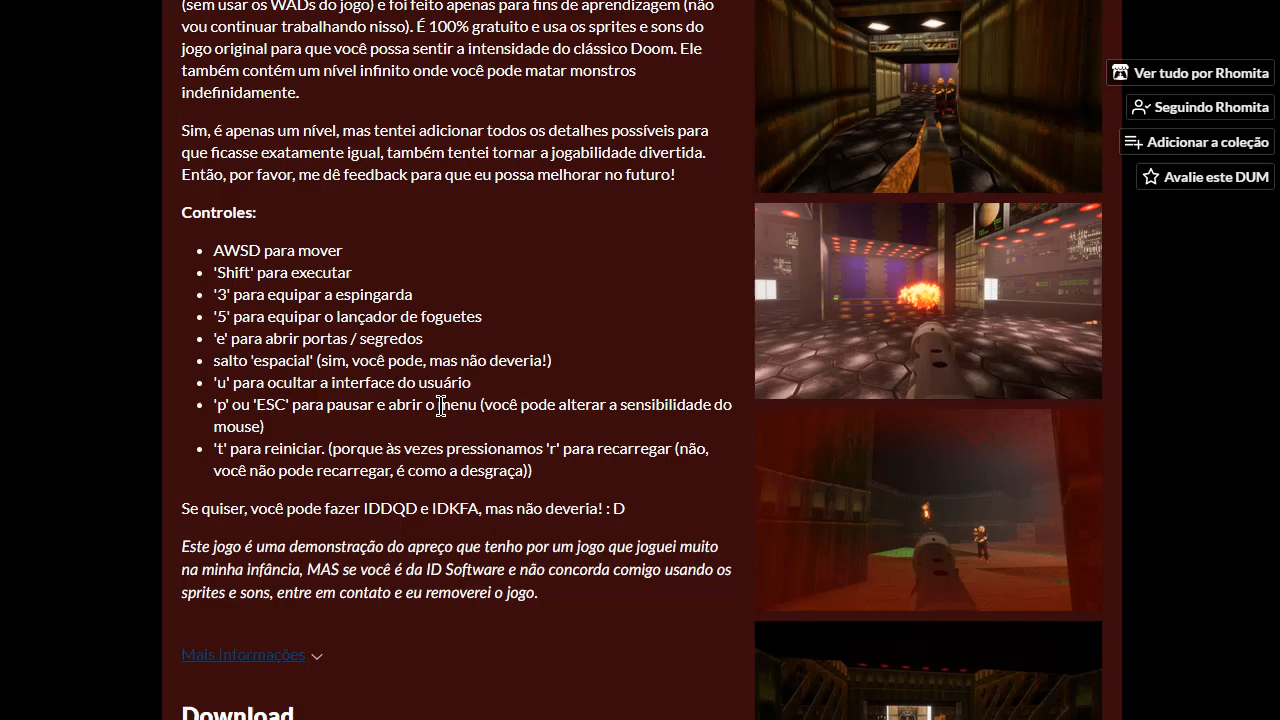 (sem usar os WADs do jogo) e foi feito apenas para fins de aprendizagem (não
vou continuar trabalhando nisso). É 100% gratuito e usa os sprites e sons do
jogo original para que você possa sentir a intensidade do clássico Doom. Ele
também contém um nível infinito onde você pode matar monstros
indefinidamente.
Sim, é apenas um nível, mas tentei adicionar todos os detalhes possíveis para
que ficasse exatamente igual, também tentei tornar a jogabilidade divertida.
Então, por favor, me dê feedback para que eu possa melhorar no futuro!
Controles:
• AWSD para mover
• 'Shift' para executar
• '3' para equipar a espingarda
• '5' para equipar o lançador de foguetes
• 'e' para abrir portas / segredos
• salto 'espacial' (sim, você pode, mas não deveria!)
• 'u' para ocultar a interface do usuário
• 'p' ou 'ESC' para pausar e abrir o menu (você pode alterar a sensibilidade do
mouse)
• 't' para reiniciar. (porque às vezes pressionamos 'r' para recarregar (não,
você não pode recarregar, é como a desgraça))
Se quiser, você pode fazer IDDQD e IDKFA, mas não deveria! : D
Este jogo é uma demonstração do apreço que tenho por um jogo que joguei muito
na minha infância, MAS se você é da ID Software e não concorda comigo usando os
sprites e sons, entre em contato e eu removerei o jogo.
Mais Informações
Download
Ver tudo por Rhomita
Seguindo Rhomita
Adicionar a coleção
Avalie este DUM